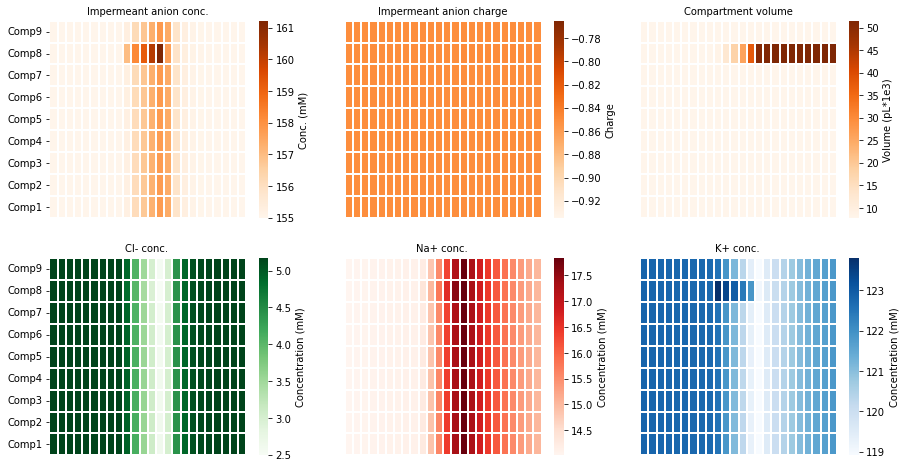 Impermeant anion conc.
Impermeant anion charge
Compartment volume
Comp9
Comp8
Comp7
Comp6
Comp5
Comp4
Comp3
Comp2
Comp1
161
160
159
158
157
156
155
Conc. (mM)
−0.78
−0.80
−0.82
−0.84
−0.86
−0.88
−0.90
−0.92
Charge
50
45
40
35
30
25
20
15
10
Volume (pL*1e3)
Cl- conc.
Na+ conc.
K+ conc.
Comp9
Comp8
Comp7
Comp6
Comp5
Comp4
Comp3
Comp2
Comp1
5.0
4.5
4.0
3.5
3.0
2.5
Concentration (mM)
17.5
17.0
16.5
16.0
15.5
15.0
14.5
Concentration (mM)
123
122
121
120
119
Concentration (mM)